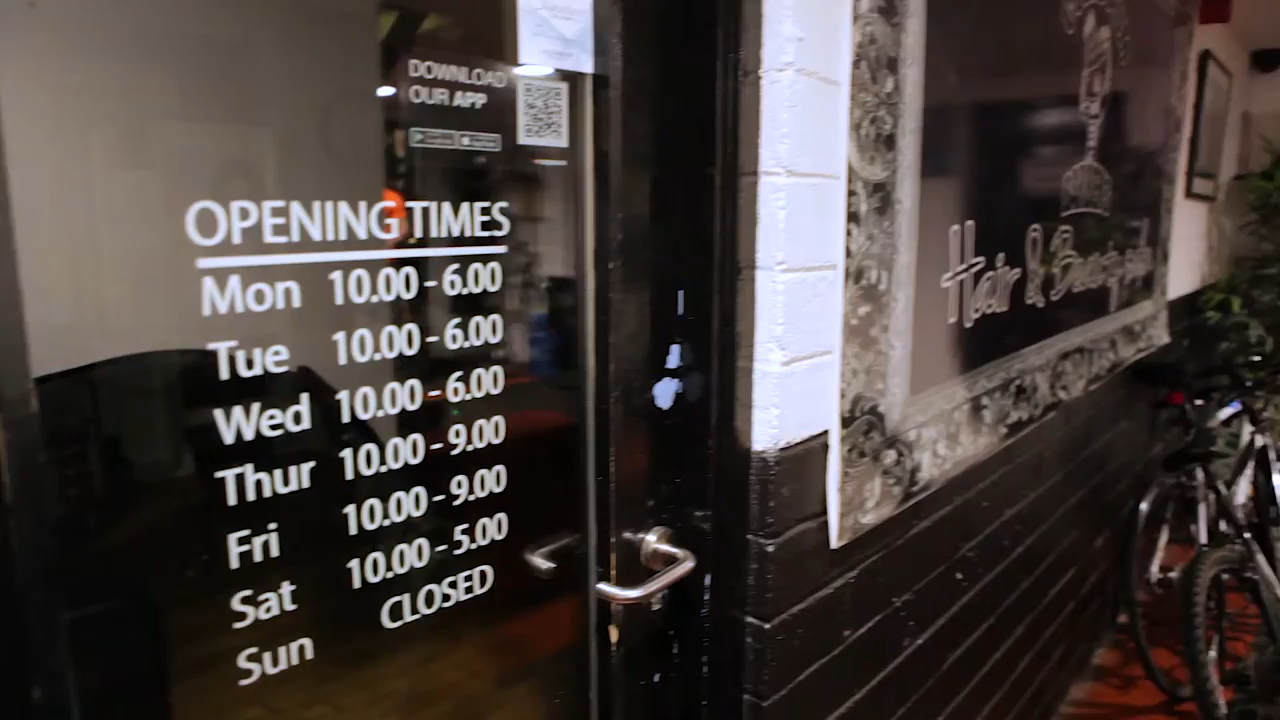 DOWNLOAD
OUR APP
OPENING TIMES
Mon 10.00 - 6.00
Tue 10.00 - 6.00
Wed 10.00 - 6.00
Thur 10.00 - 9.00
Fri 10.00 - 9.00
Sat 10.00 - 5.00
Sun CLOSED
Hair & Beauty